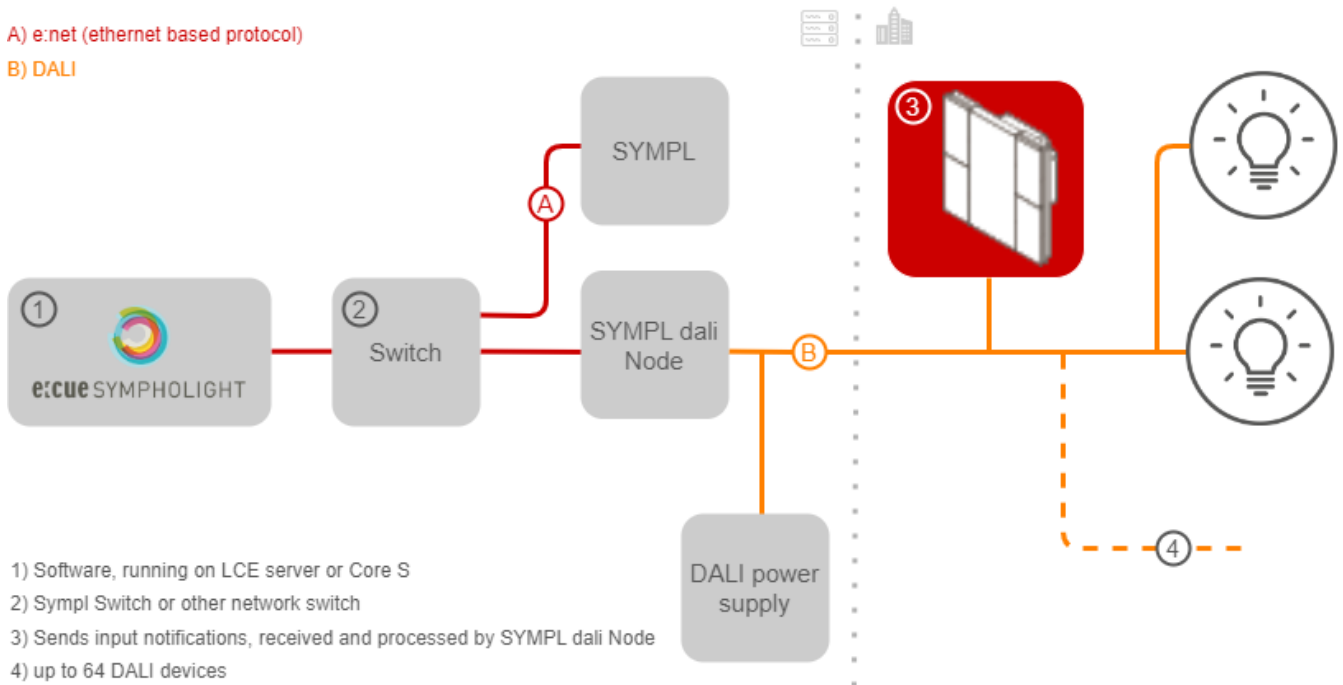 A) e:net (ethernet based protocol)
B) DALI
3
SYMPL
A
1
e:cue SYMPHOLIGHT
2
Switch
SYMPL dali
Node
B
4
DALI power
supply
1) Software, running on LCE server or Core S
2) Sympl Switch or other network switch
3) Sends input notifications, received and processed by SYMPL dali Node
4) up to 64 DALI devices